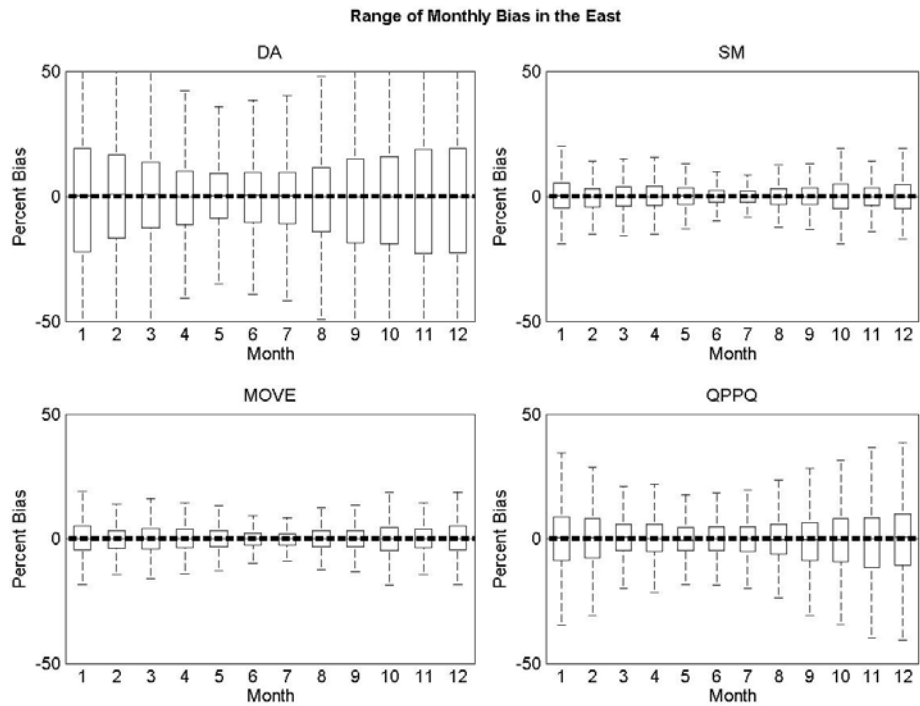 Range of Monthly Bias in the East
DA
50
0
-50
Percent Bias
1 2 3 4 5 6 7 8 9 10 11 12
Month
SM
50
0
-50
Percent Bias
1 2 3 4 5 6 7 8 9 10 11 12
Month
MOVE
50
0
-50
Percent Bias
1 2 3 4 5 6 7 8 9 10 11 12
Month
QPPQ
50
0
-50
Percent Bias
1 2 3 4 5 6 7 8 9 10 11 12
Month